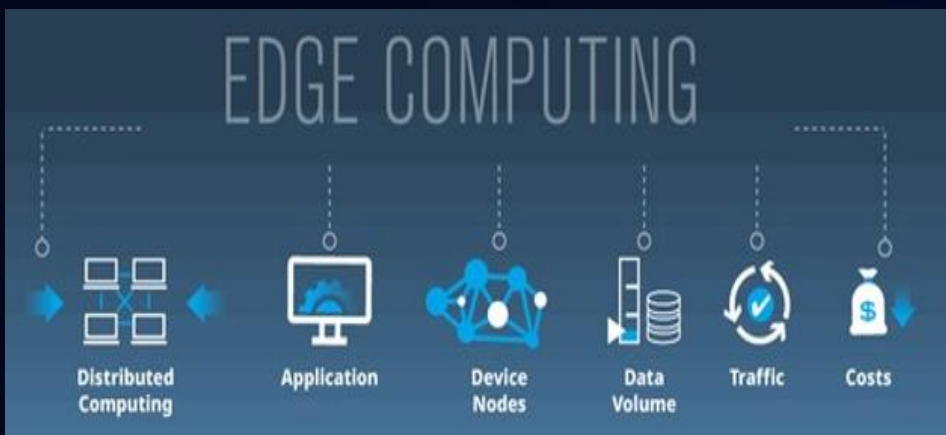 EDGE COMPUTING
Distributed
Computing
Application
Device
Nodes
Data
Volume
Traffic
$
Costs